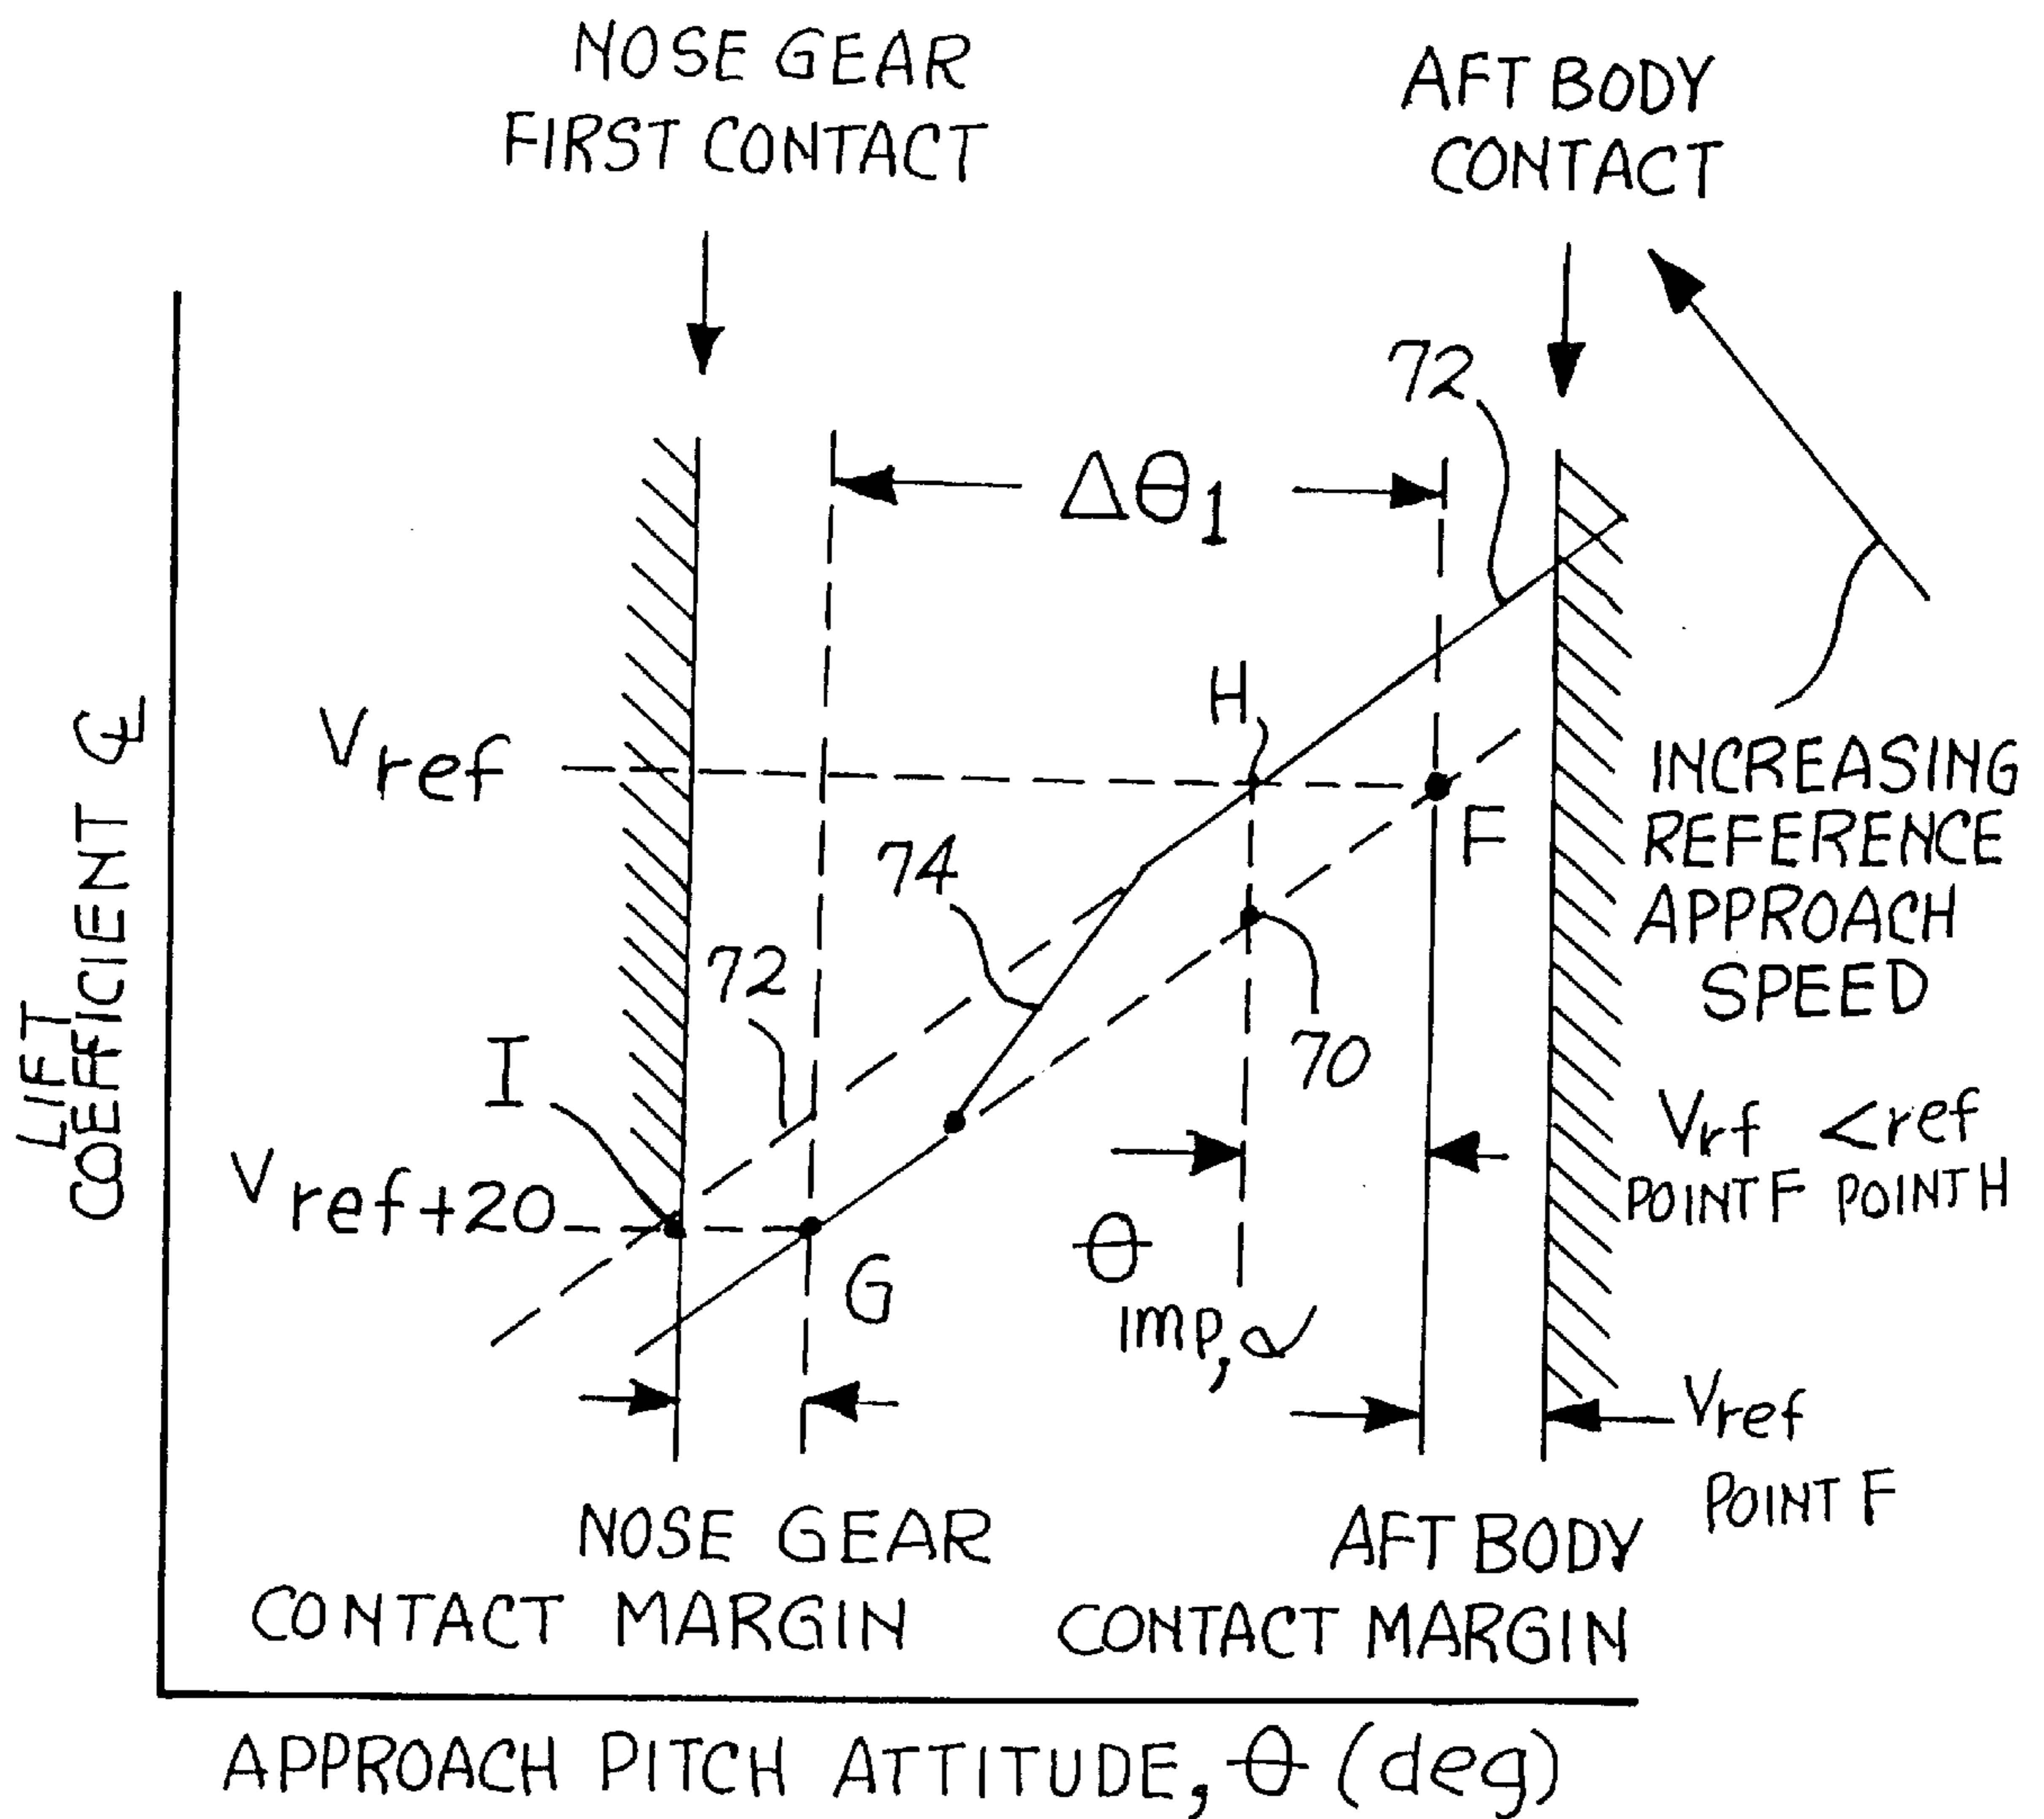 NOSE GEAR
FIRST CONTACT
AFT BODY
CONTACT
72
Δθ1
H
Vref
F
74
INCREASING
REFERENCE
APPROACH
SPEED
LIFT
COEFFICIENT CL
72
70
I
Vrf <ref
POINT F POINT H
Vref+20
G
θ
IMP,α
Vref
POINT F
NOSE GEAR
CONTACT MARGIN
AFT BODY
CONTACT MARGIN
APPROACH PITCH ATTITUDE, θ (deg)